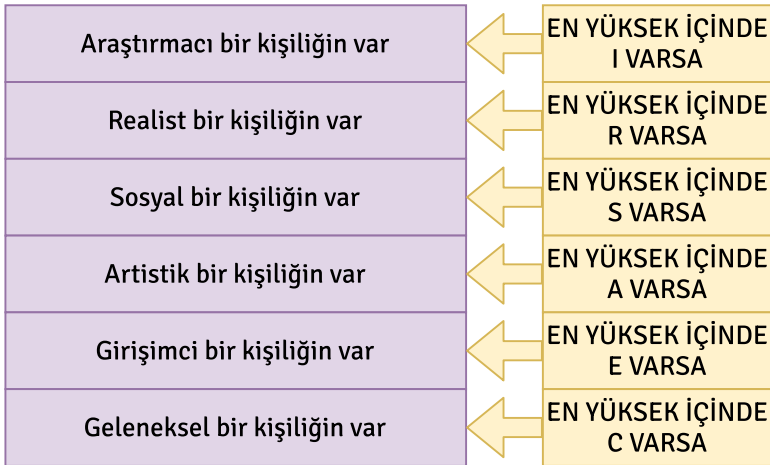 Araştırmacı bir kişiliğin var
EN YÜKSEK İÇİNDE
I VARSA
Realist bir kişiliğin var
EN YÜKSEK İÇİNDE
R VARSA
Sosyal bir kişiliğin var
EN YÜKSEK İÇİNDE
S VARSA
Artistik bir kişiliğin var
EN YÜKSEK İÇİNDE
A VARSA
Girişimci bir kişiliğin var
EN YÜKSEK İÇİNDE
E VARSA
Geleneksel bir kişiliğin var
EN YÜKSEK İÇİNDE
C VARSA